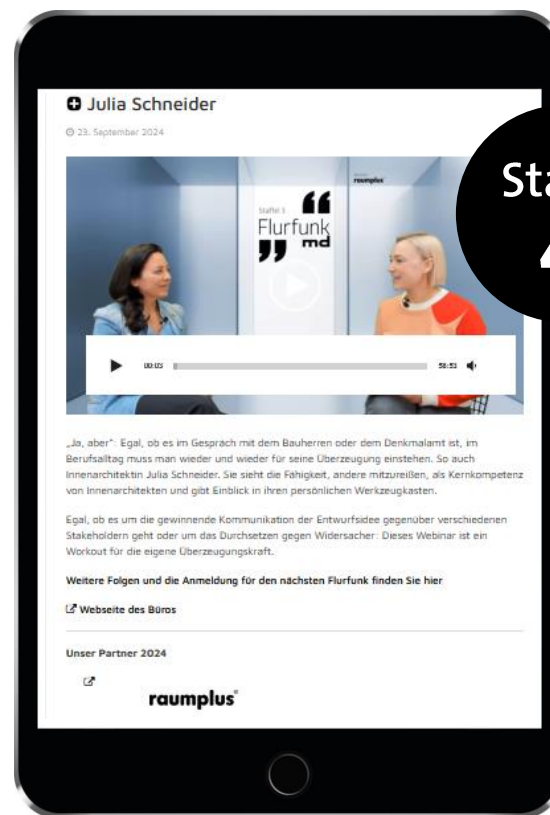 Julia Schneider
23. September 2024
raumplus
Staffel 3
Flurfunk
md
00:03
58:53
„Ja, aber“: Egal, ob es im Gespräch mit dem Bauherren oder dem Denkmalamt ist, im
Berufsalltag muss man wieder und wieder für seine Überzeugung einstehen. So auch
Innenarchitektin Julia Schneider. Sie sieht die Fähigkeit, andere mitzureißen, als Kernkompetenz
von Innenarchitekten und gibt Einblick in ihren persönlichen Werkzeugkasten.
Egal, ob es um die gewinnende Kommunikation der Entwurfsidee gegenüber verschiedenen
Stakeholdern geht oder um das Durchsetzen gegen Widersacher: Dieses Webinar ist ein
Workout für die eigene Überzeugungskraft.
Weitere Folgen und die Anmeldung für den nächsten Flurfunk finden Sie hier
Webseite des Büros
Unser Partner 2024
raumplus®